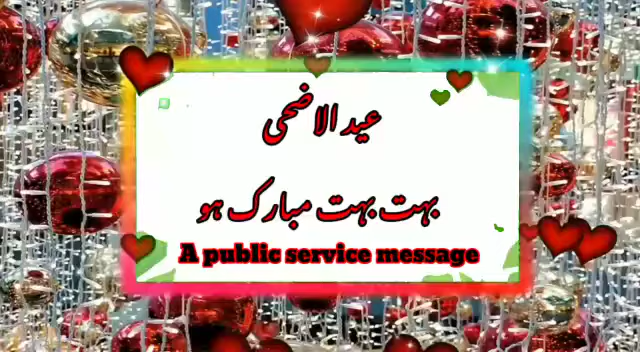 عید الاضحی
بہت بہت مبارک ہو
A public service message